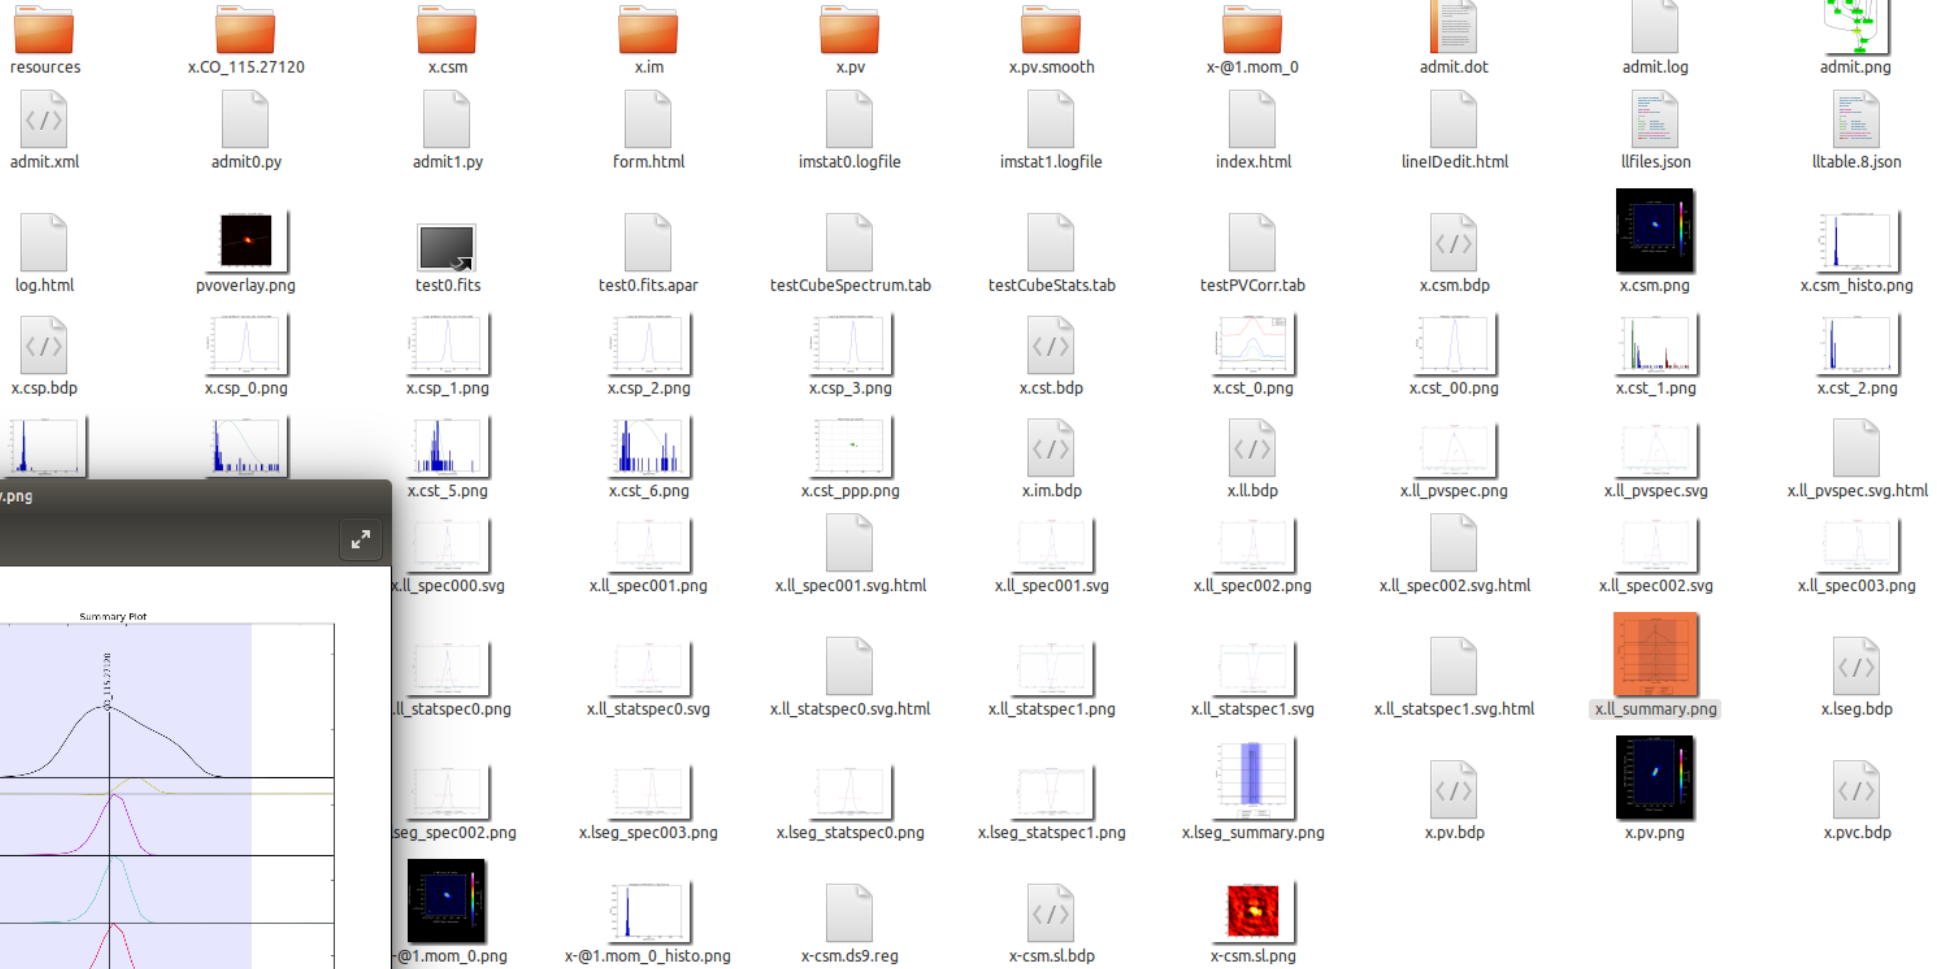 resources x.CO_115.27120 x.csm x.im x.pv x.pv.smooth x-@1.mom_0 admit.dot admit.log admit.png
admit.xml admit0.py admit1.py form.html imstat0.logfile imstat1.logfile index.html lineIDedit.html llfiles.json lltable.8.json
log.html pvoverlay.png test0.fits test0.fits.apar testCubeSpectrum.tab testCubeStats.tab testPVCorr.tab x.csm.bdp x.csm.png x.csm_histo.png
x.csp.bdp x.csp_0.png x.csp_1.png x.csp_2.png x.csp_3.png x.cst.bdp x.cst_0.png x.cst_00.png x.cst_1.png x.cst_2.png
x.cst_5.png x.cst_6.png x.cst_ppp.png x.im.bdp x.ll.bdp x.ll_pvspec.png x.ll_pvspec.svg x.ll_pvspec.svg.html
.png
x.ll_spec000.svg x.ll_spec001.png x.ll_spec001.svg.html x.ll_spec001.svg x.ll_spec002.png x.ll_spec002.svg.html x.ll_spec002.svg x.ll_spec003.png
Summary Plot
CO_115.27120
.ll_statspec0.png x.ll_statspec0.svg x.ll_statspec0.svg.html x.ll_statspec1.png x.ll_statspec1.svg x.ll_statspec1.svg.html x.ll_summary.png x.lseg.bdp
lseg_spec002.png x.lseg_spec003.png x.lseg_statspec0.png x.lseg_statspec1.png x.lseg_summary.png x.pv.bdp x.pv.png x.pvc.bdp
-@1.mom_0.png x-@1.mom_0_histo.png x-csm.ds9.reg x-csm.sl.bdp x-csm.sl.png